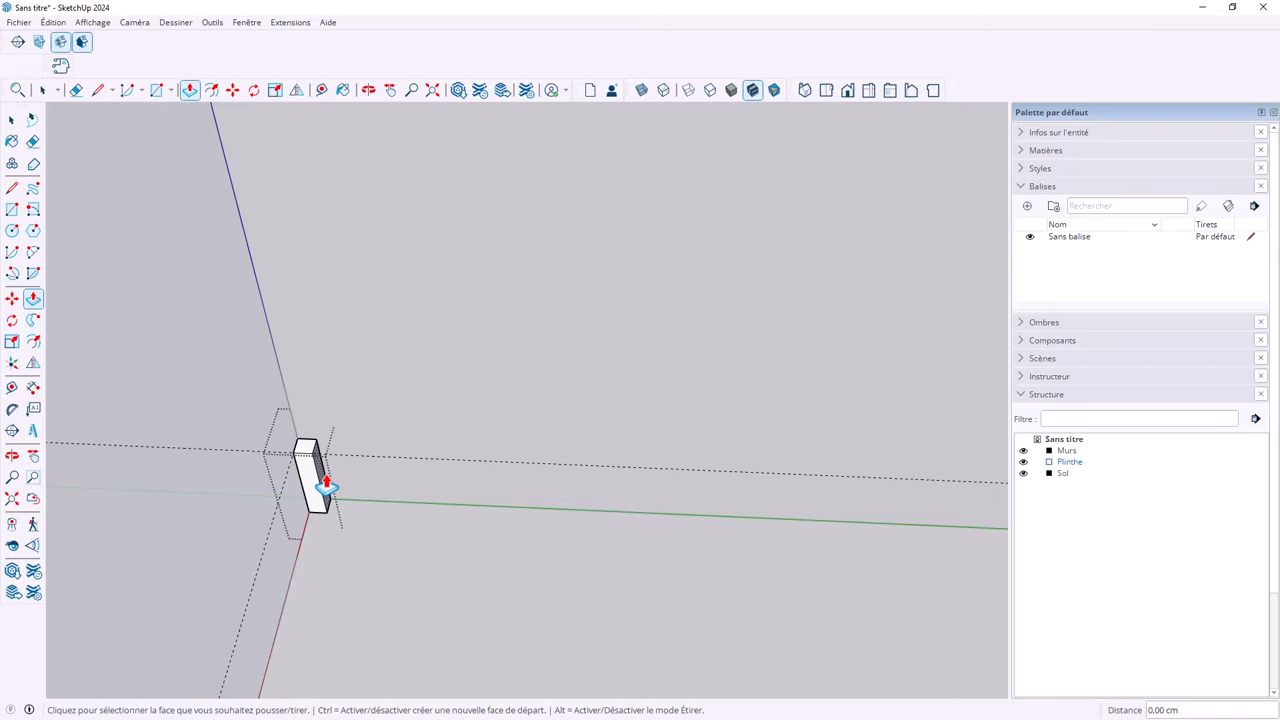 Sans titre* - SketchUp 2024
Fichier Édition Affichage Caméra Dessiner Outils Fenêtre Extensions Aide
Palette par défaut
Infos sur l'entité
Matières
Styles
Balises
Rechercher
Nom Tirets
Sans balise Par défaut
Ombres
Composants
Scènes
Instructeur
Structure
Filtre :
Sans titre
Murs
Plinthe
Sol
Cliquez pour sélectionner la face que vous souhaitez pousser/tirer. | Ctrl = Activer/désactiver créer une nouvelle face de départ. | Alt = Activer/Désactiver le mode Étirer.
Distance 0,00 cm